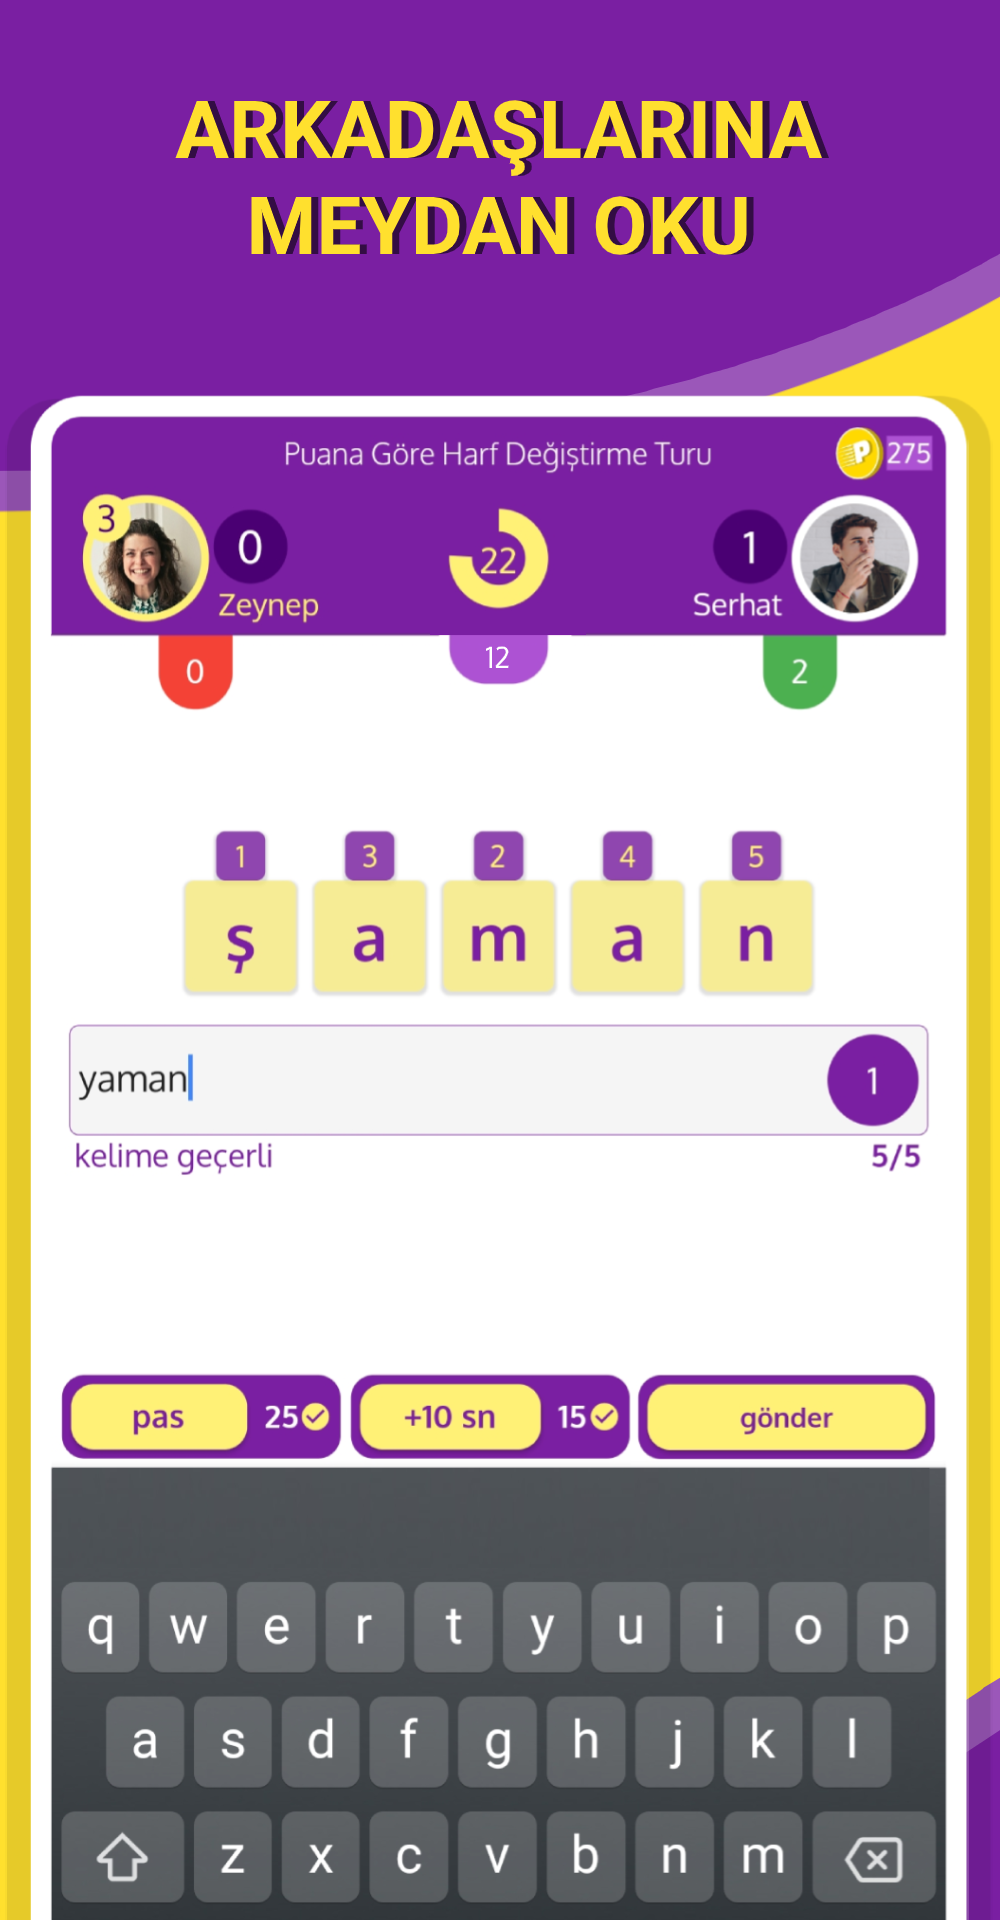 ARKADAŞLARINA
MEYDAN OKU
Puana Göre Harf Değiştirme Turu
P 275
3
0
22
1
Zeynep
Serhat
0
12
2
1 3 2 4 5
ş a m a n
yaman
1
kelime geçerli
5/5
pas 25
+10 sn 15
gönder
q w e r t y u i o p
a s d f g h j k l
z x c v b n m